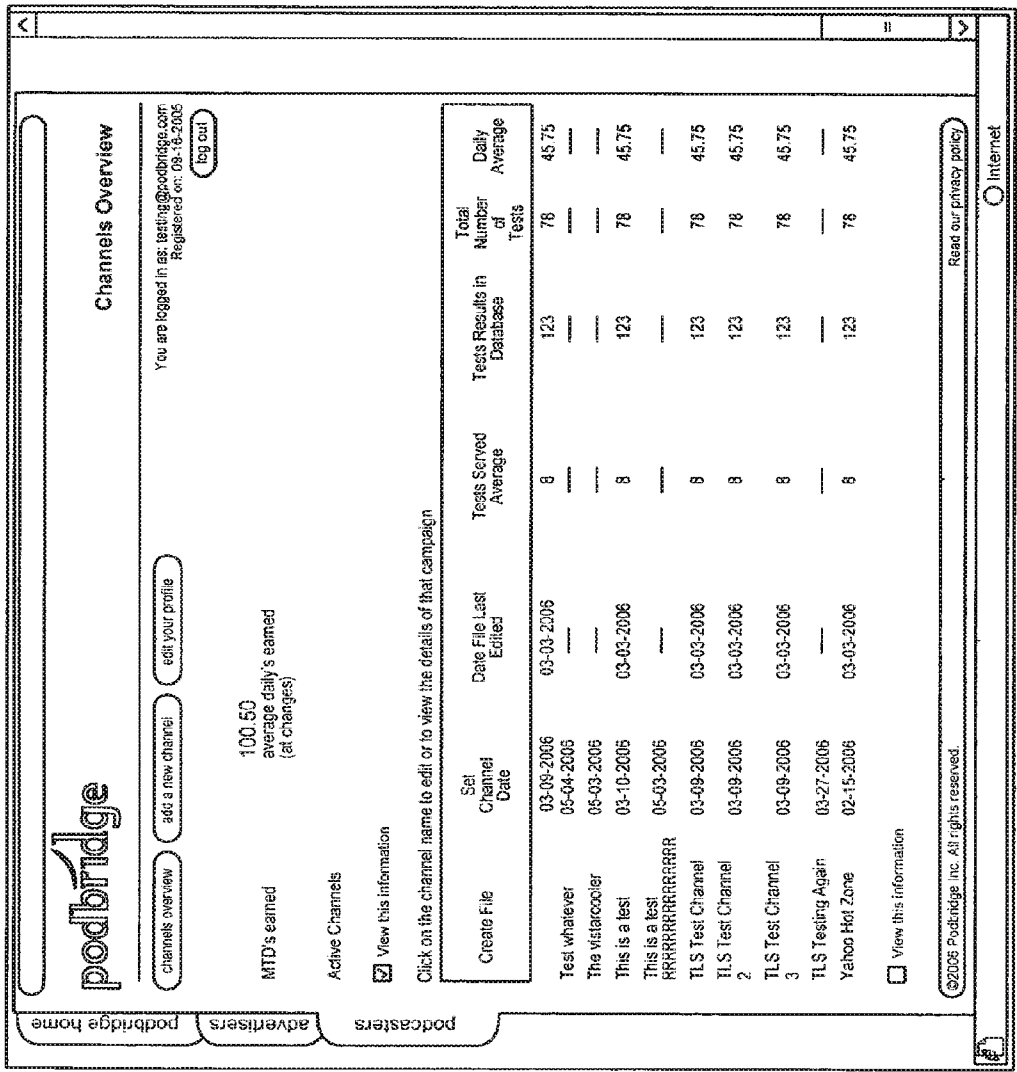 podbridge
Channels Overview
podbridge home
advertisers
podcasters
channels overview
add a new channel
edit your profile
You are logged in as: testing@podbridge.com
Registered on: 09-16-2005
log out
MTD's earned
100.50
average daily's earned
(at changes)
Active Channels
View this information
Click on the channel name to edit or to view the details of that campaign
Create File
Set
Channel
Date
Date File Last
Edited
Tests Served
Average
Tests Results in
Database
Total
Number
of
Tests
Daily
Average
03-09-2006 03-03-2006 8 123 78 45.75
Test whatever 05-04-2006 — — — — —
The vistarcooler 05-03-2006 — — — — —
This is a test 03-10-2006 03-03-2006 8 123 78 45.75
This is a test
RRRRRRRRRRRRR 05-03-2006 — — — — —
TLS Test Channel 03-09-2006 03-03-2006 8 123 78 45.75
TLS Test Channel
2 03-09-2006 03-03-2006 8 123 78 45.75
TLS Test Channel
3 03-09-2006 03-03-2006 8 123 78 45.75
TLS Testing Again 03-27-2006 — — — — —
Yahoo Hot Zone 02-15-2006 03-03-2006 8 123 78 45.75
View this information
©2006 Podbridge Inc. All rights reserved.
Read our privacy policy
Internet